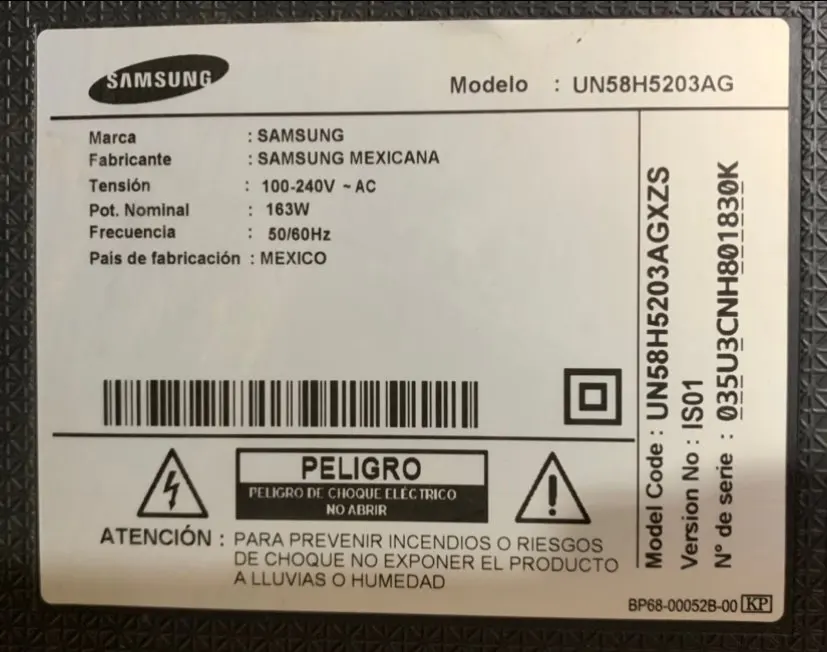 SAMSUNG
Modelo : UN58H5203AG
Marca : SAMSUNG
Fabricante : SAMSUNG MEXICANA
Tensión : 100-240V ~ AC
Pot. Nominal : 163W
Frecuencia : 50/60Hz
Pais de fabricación : MEXICO
PELIGRO
PELIGRO DE CHOQUE ELÉCTRICO
NO ABRIR
ATENCIÓN : PARA PREVENIR INCENDIOS O RIESGOS
DE CHOQUE NO EXPONER EL PRODUCTO
A LLUVIAS O HUMEDAD
Model Code : UN58H5203AGXZS
Version No : IS01
N° de serie : 035U3CNH801830K
BP68-00052B-00 KP